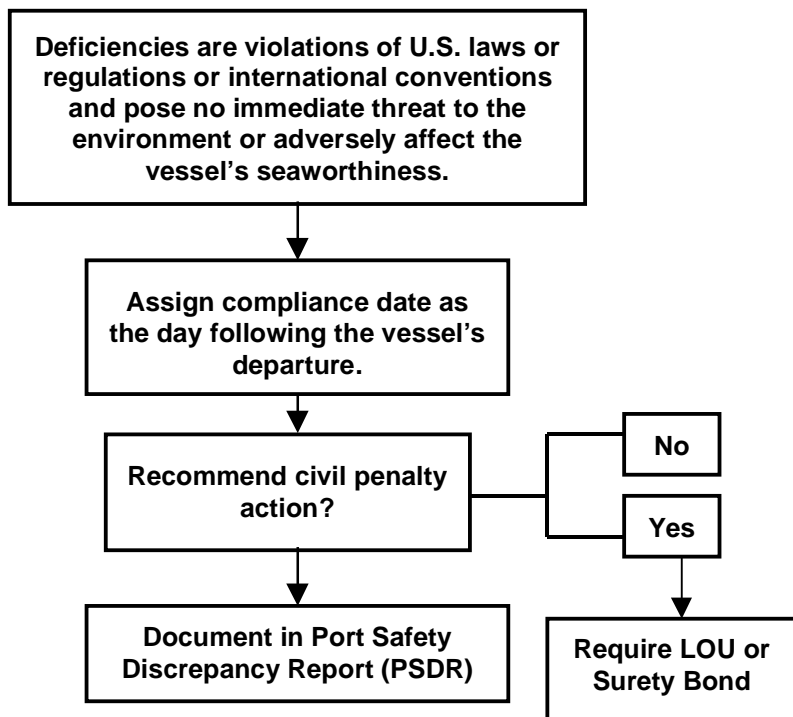 Deficiencies are violations of U.S. laws or
regulations or international conventions
and pose no immediate threat to the
environment or adversely affect the
vessel’s seaworthiness.
Assign compliance date as
the day following the vessel’s
departure.
Recommend civil penalty
action?
No
Yes
Document in Port Safety
Discrepancy Report (PSDR)
Require LOU or
Surety Bond